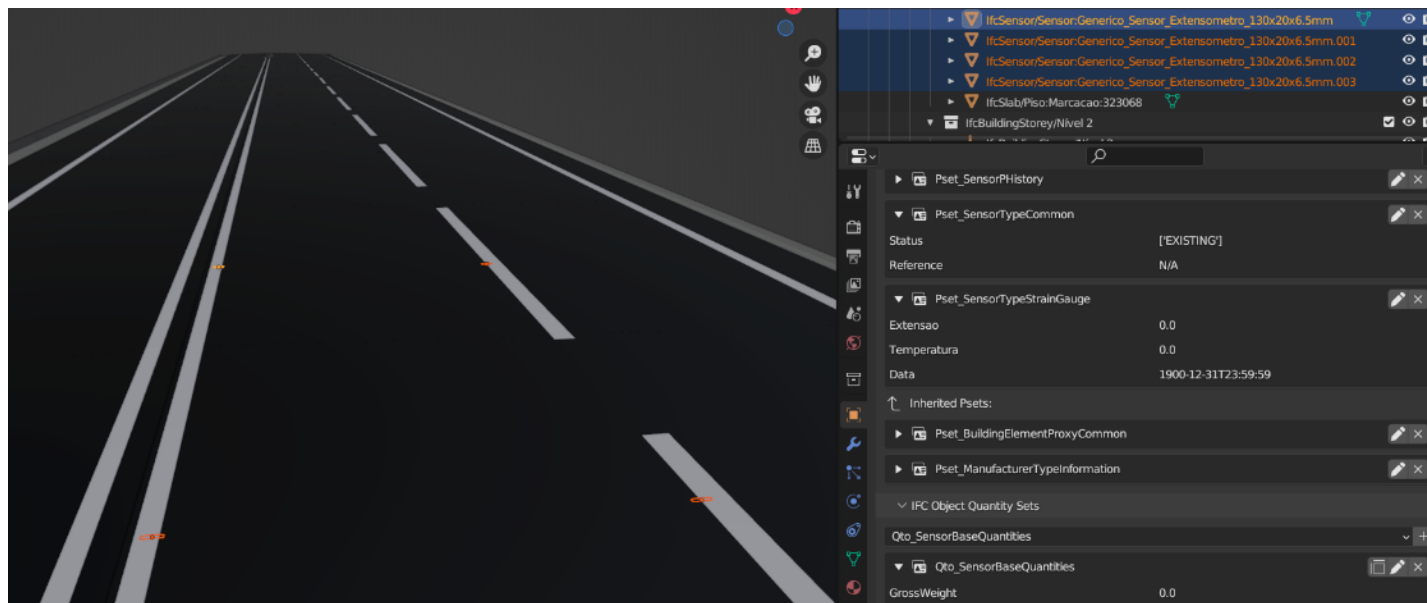 IfcSensor/Sensor:Generico_Sensor_Extensometro_130x20x6.5mm
IfcSensor/Sensor:Generico_Sensor_Extensometro_130x20x6.5mm.001
IfcSensor/Sensor:Generico_Sensor_Extensometro_130x20x6.5mm.002
IfcSensor/Sensor:Generico_Sensor_Extensometro_130x20x6.5mm.003
IfcSlab/Piso:Marcacao:323068
IfcBuildingStorey/Nível 2
Pset_SensorPHistory
Pset_SensorTypeCommon
Status ['EXISTING']
Reference N/A
Pset_SensorTypeStrainGauge
Extensao 0.0
Temperatura 0.0
Data 1900-12-31T23:59:59
Inherited Psets:
Pset_BuildingElementProxyCommon
Pset_ManufacturerTypeInformation
IFC Object Quantity Sets
Qto_SensorBaseQuantities
Qto_SensorBaseQuantities
GrossWeight 0.0